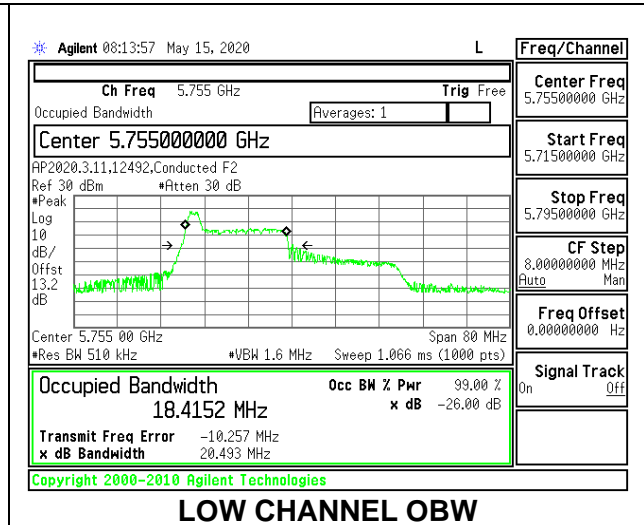 Agilent 08:13:57 May 15, 2020 L
Freq/Channel
Ch Freq 5.755 GHz Trig Free
Occupied Bandwidth Averages: 1
Center 5.755000000 GHz
AP2020.3.11,12492,Conducted F2
Ref 30 dBm #Atten 30 dB
#Peak
Log
10
dB/
Offst
13.2
dB
Center 5.755 00 GHz Span 80 MHz
#Res BW 510 kHz #VBW 1.6 MHz Sweep 1.066 ms (1000 pts)
Occupied Bandwidth Occ BW % Pwr 99.00 %
18.4152 MHz x dB -26.00 dB
Transmit Freq Error -10.257 MHz
x dB Bandwidth 20.493 MHz
Copyright 2000-2010 Agilent Technologies
Center Freq
5.75500000 GHz
Start Freq
5.71500000 GHz
Stop Freq
5.79500000 GHz
CF Step
8.00000000 MHz
Auto Man
Freq Offset
0.00000000 Hz
Signal Track
On Off
LOW CHANNEL OBW